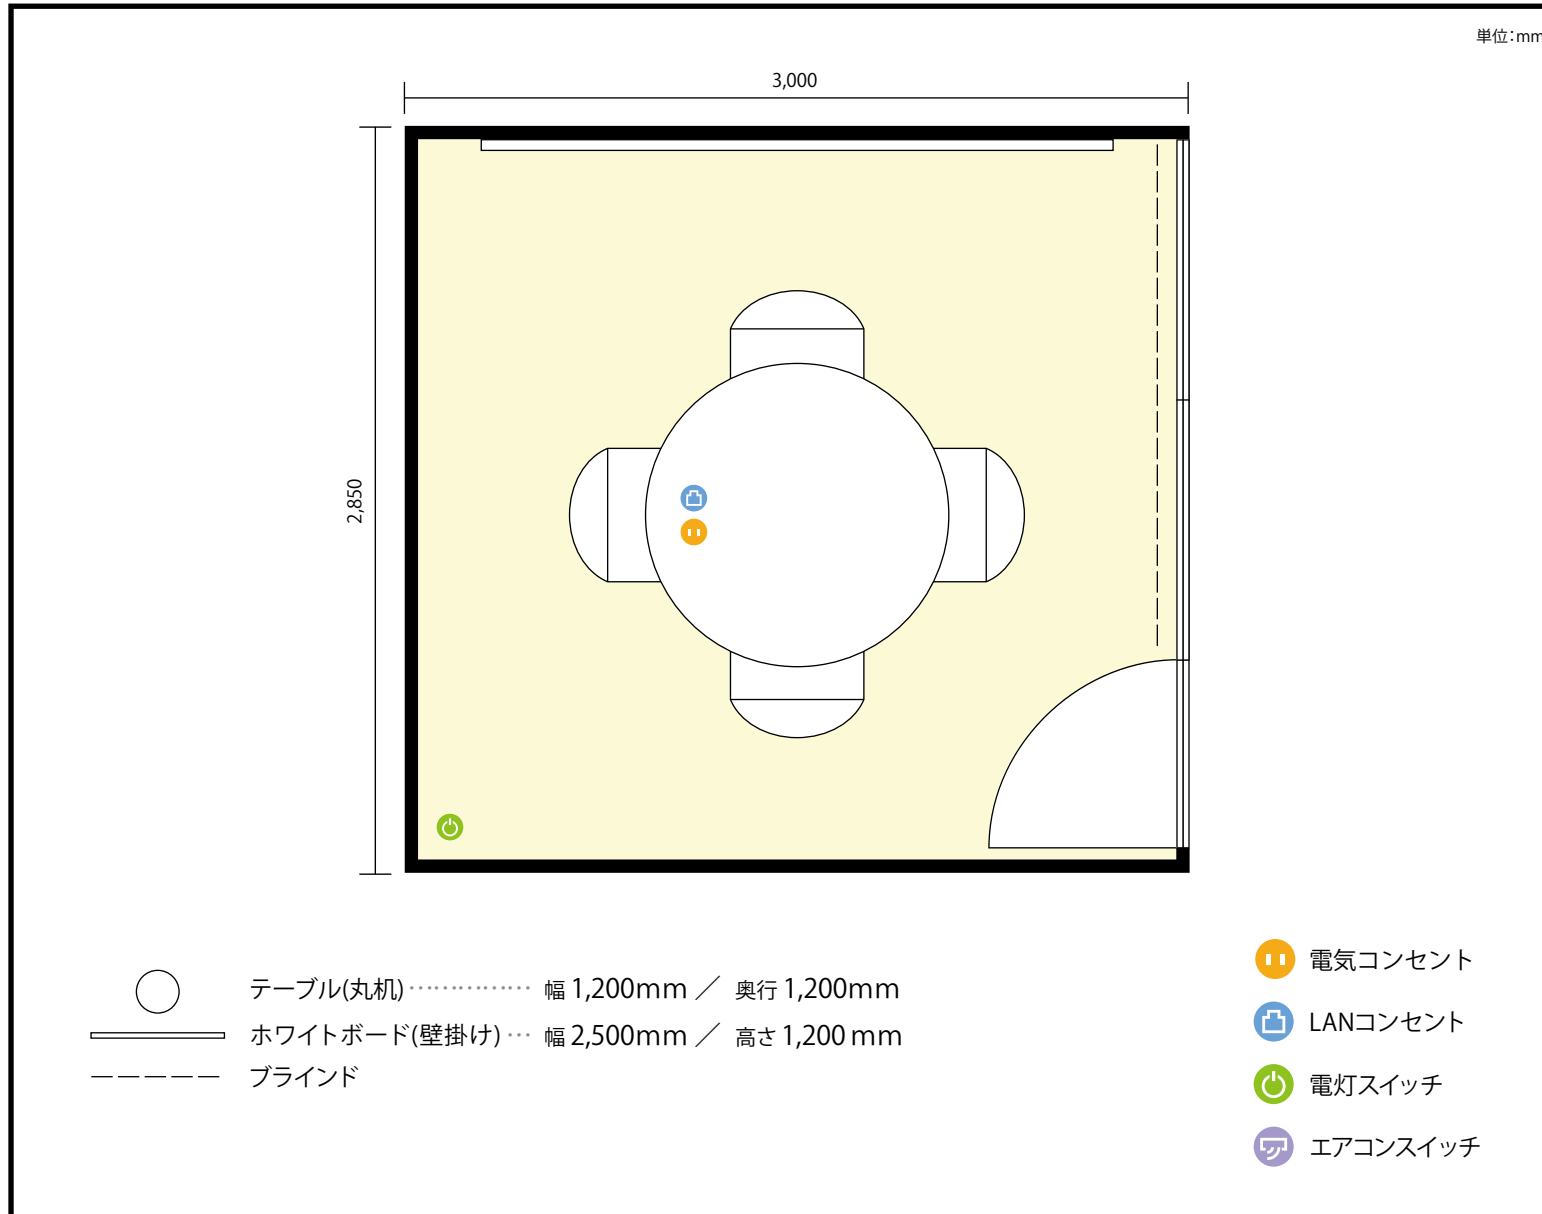 単位：mm
3,000
2,850
テーブル(丸机)  幅 1,200mm ／ 奥行 1,200mm
ホワイトボード(壁掛け) … 幅 2,500mm ／ 高さ 1,200 mm
ブラインド
電気コンセント
LANコンセント
電灯スイッチ
エアコンスイッチ